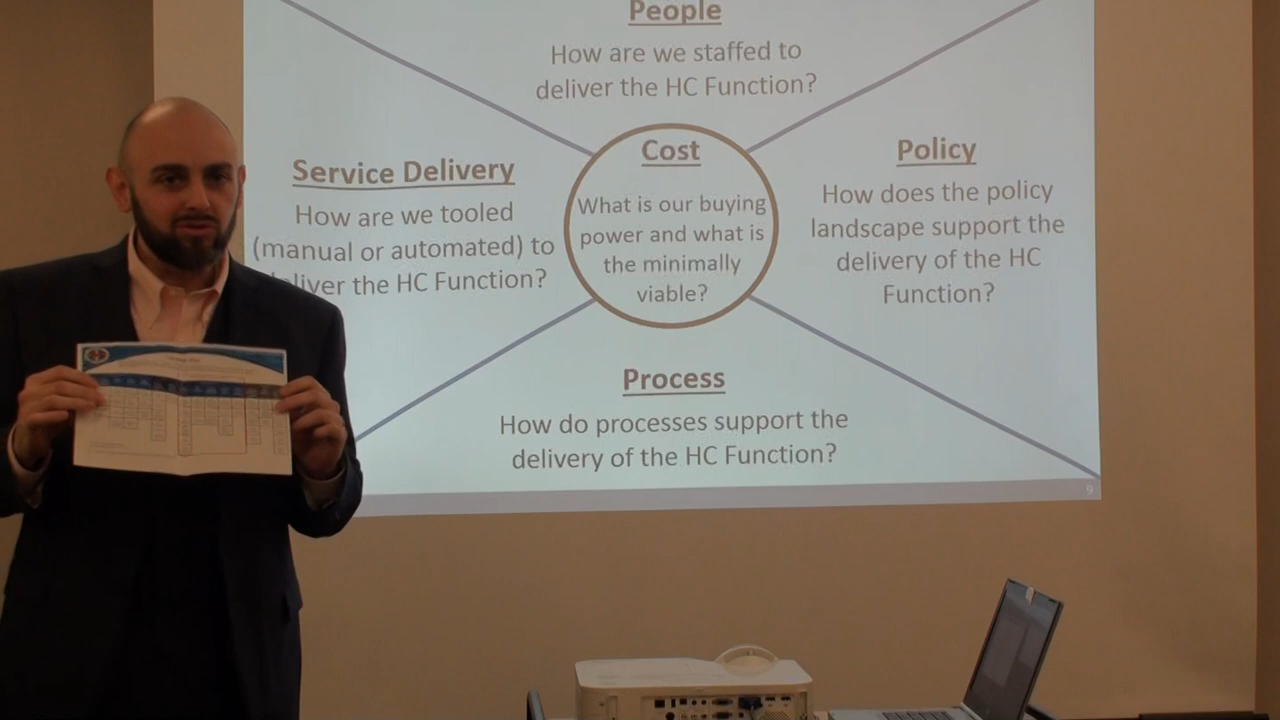 People
How are we staffed to
deliver the HC Function?
Service Delivery
How are we tooled
(manual or automated) to
liver the HC Function?
Cost
What is our buying
power and what is
the minimally
viable?
Policy
How does the policy
landscape support the
delivery of the HC
Function?
Process
How do processes support the
delivery of the HC Function?
9